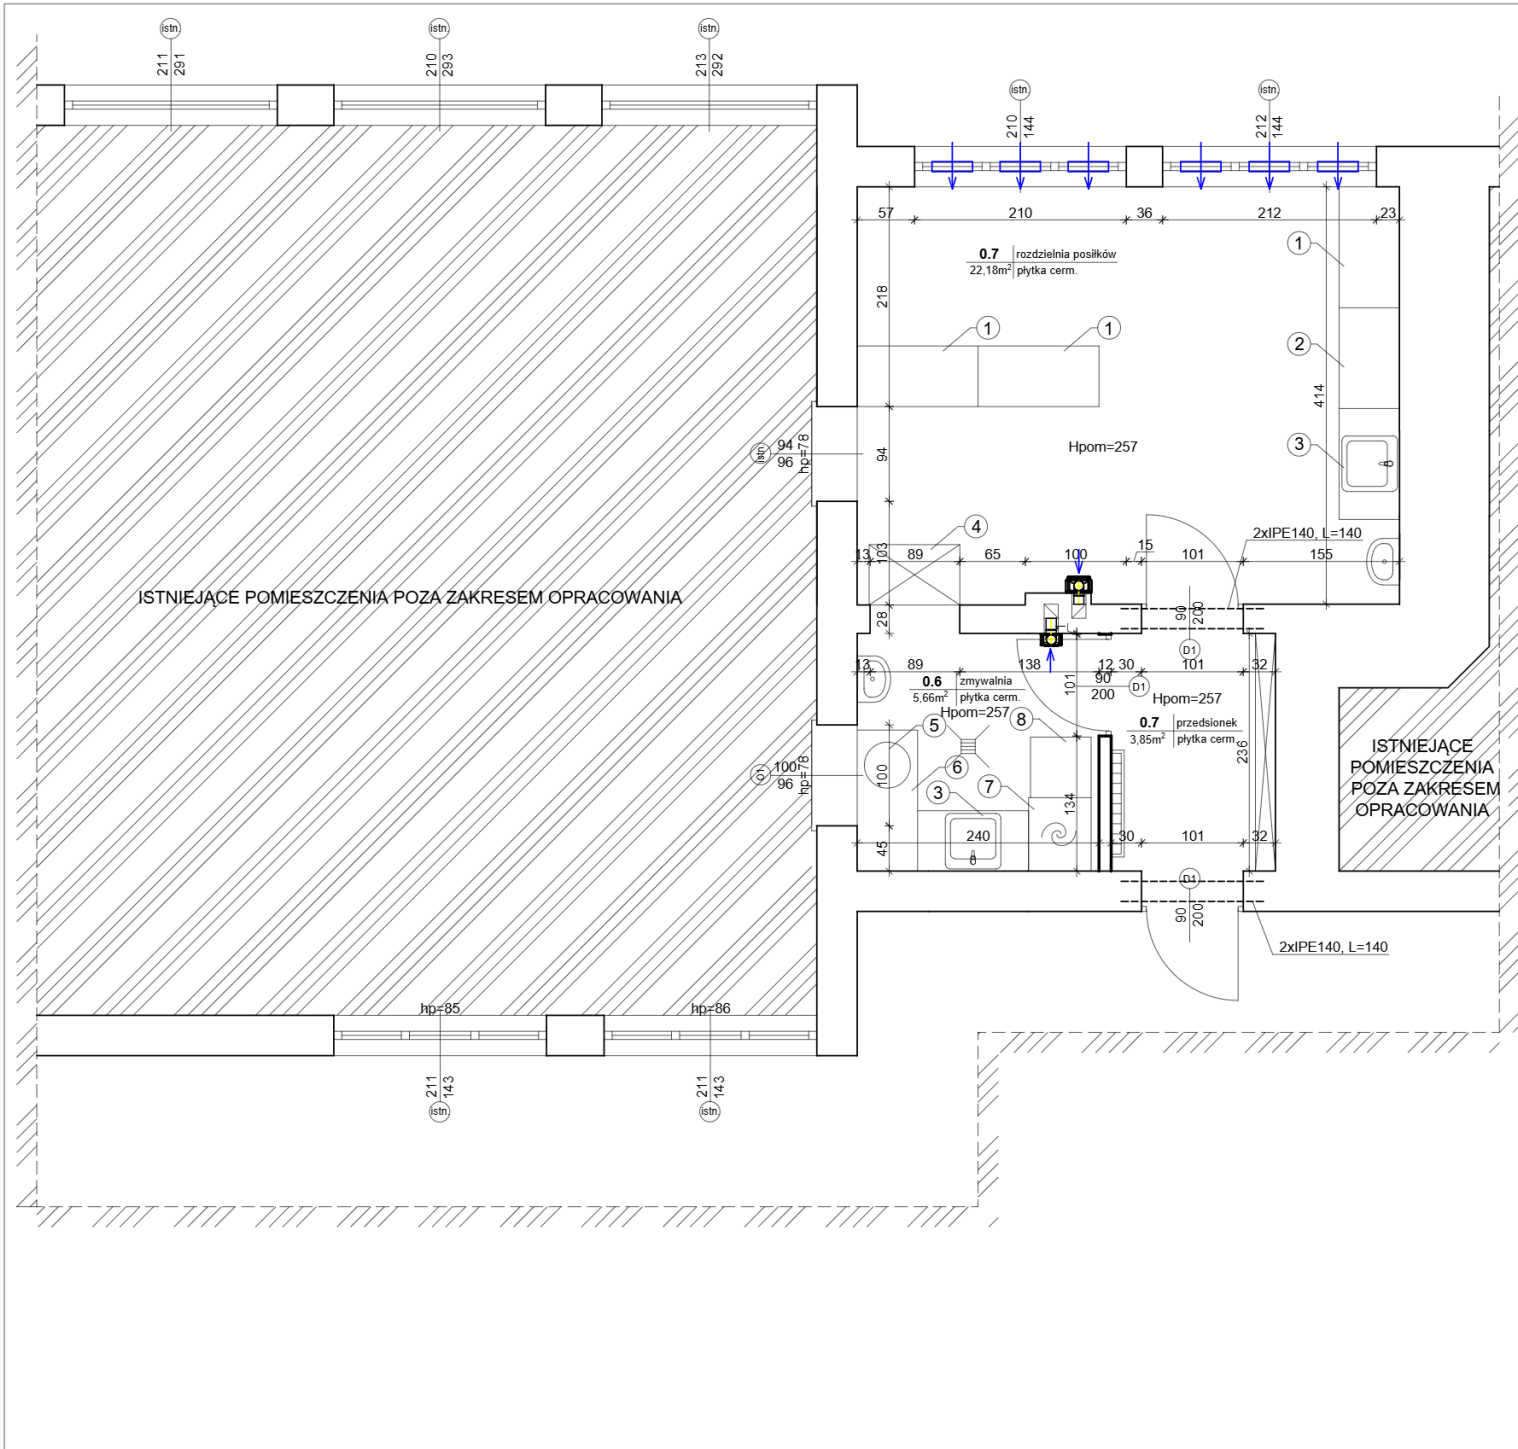 istn.
211
291
istn.
210
293
istn.
213
292
istn.
210
144
istn.
212
144
57
210
36
212
23
0.7 rozdzielnia posiłków
22,18m² płytka cerm.
1
218
1
1
2
414
istn.
94
96
hp=78
94
Hpom=257
3
4
2xIPE140, L=140
13
103
89
65
100
15
101
155
ISTNIEJĄCE POMIESZCZENIA POZA ZAKRESEM OPRACOWANIA
28
90
200
D1
13
89
138
12
30
101
32
101
90
200
D1
0.6 zmywalnia
5,66m² płytka cerm.
Hpom=257
Hpom=257
5
8
0.7 przedsionek
3,85m² płytka cerm.
236
ISTNIEJĄCE
POMIESZCZENIA
POZA ZAKRESEM
OPRACOWANIA
O1
100
96
hp=78
100
6
7
3
134
45
240
30
101
32
D1
90
200
2xIPE140, L=140
hp=85
hp=86
211
143
istn.
211
143
istn.